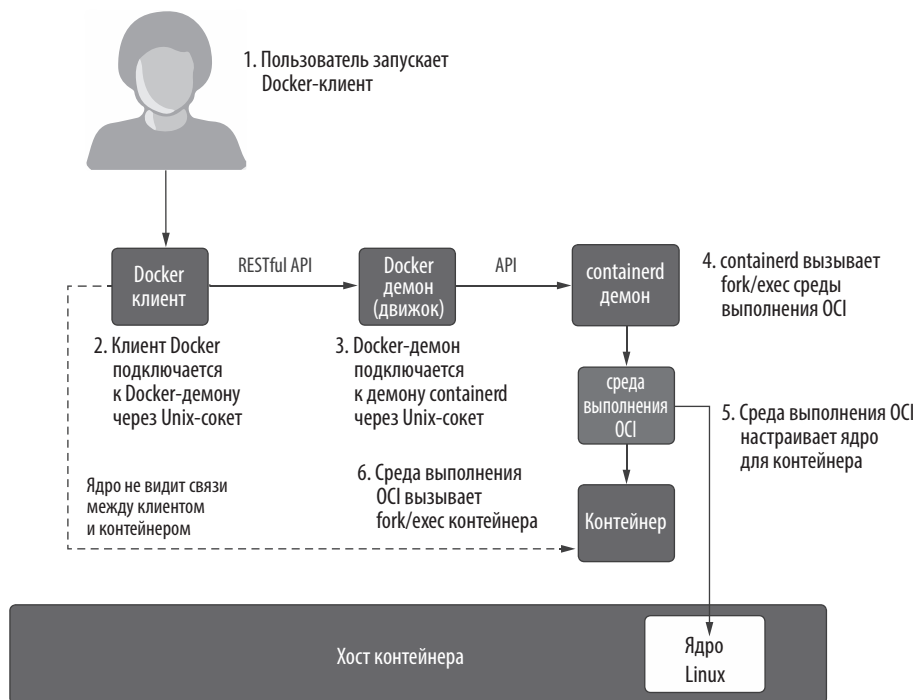 1. Пользователь запускает
Docker-клиент
Docker
клиент
RESTful API
Docker
демон
(движок)
API
containerd
демон
4. containerd вызывает
fork/exec среды
выполнения OCI
2. Клиент Docker
подключается
к Docker-демону
через Unix-сокет
3. Docker-демон
подключается
к демону containerd
через Unix-сокет
среда
выполнения
OCI
5. Среда выполнения OCI
настраивает ядро
для контейнера
Ядро не видит связи
между клиентом
и контейнером
6. Среда выполнения
OCI вызывает
fork/exec контейнера
Контейнер
Хост контейнера
Ядро
Linux